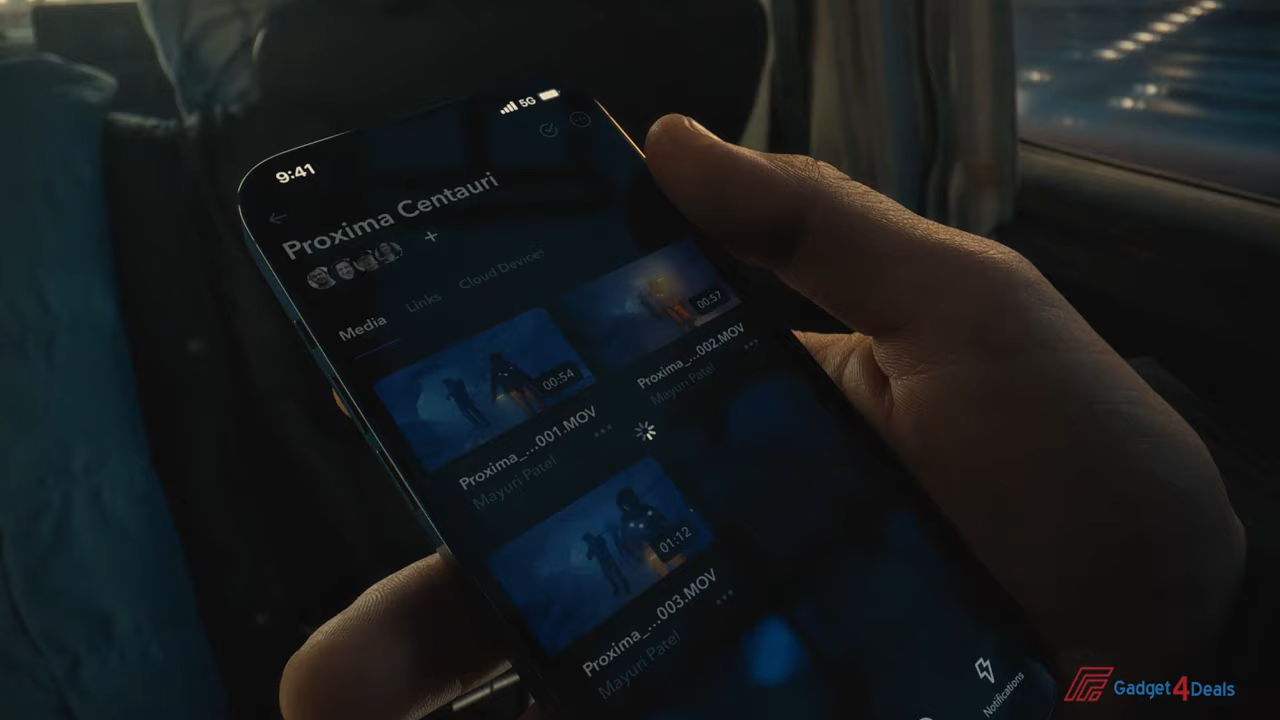 5G
9:41
Proxima Centauri
+
Media Links Cloud Devices
00:54
00:57
Proxima_...001.MOV
Mayuri Patel
Proxima_...002.MOV
Mayuri Patel
01:12
Proxima_...003.MOV
Mayuri Patel
Notifications
Gadget4Deals